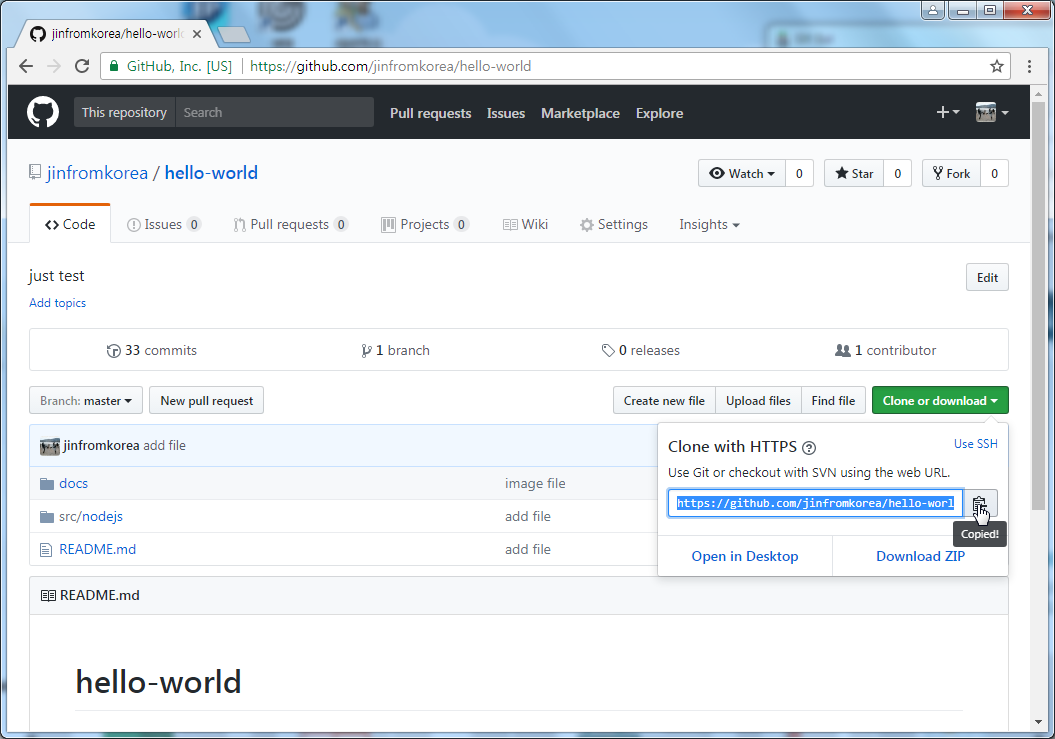 jinfromkorea/hello-world
GitHub, Inc. [US] https://github.com/jinfromkorea/hello-world
This repository Search Pull requests Issues Marketplace Explore
jinfromkorea / hello-world Watch 0 Star 0 Fork 0
Code Issues 0 Pull requests 0 Projects 0 Wiki Settings Insights
just test Edit
Add topics
33 commits 1 branch 0 releases 1 contributor
Branch: master New pull request Create new file Upload files Find file Clone or download
jinfromkorea add file
docs image file
src/nodejs add file
README.md add file
Clone with HTTPS Use SSH
Use Git or checkout with SVN using the web URL.
https://github.com/jinfromkorea/hello-worl
Copied!
Open in Desktop Download ZIP
README.md
hello-world